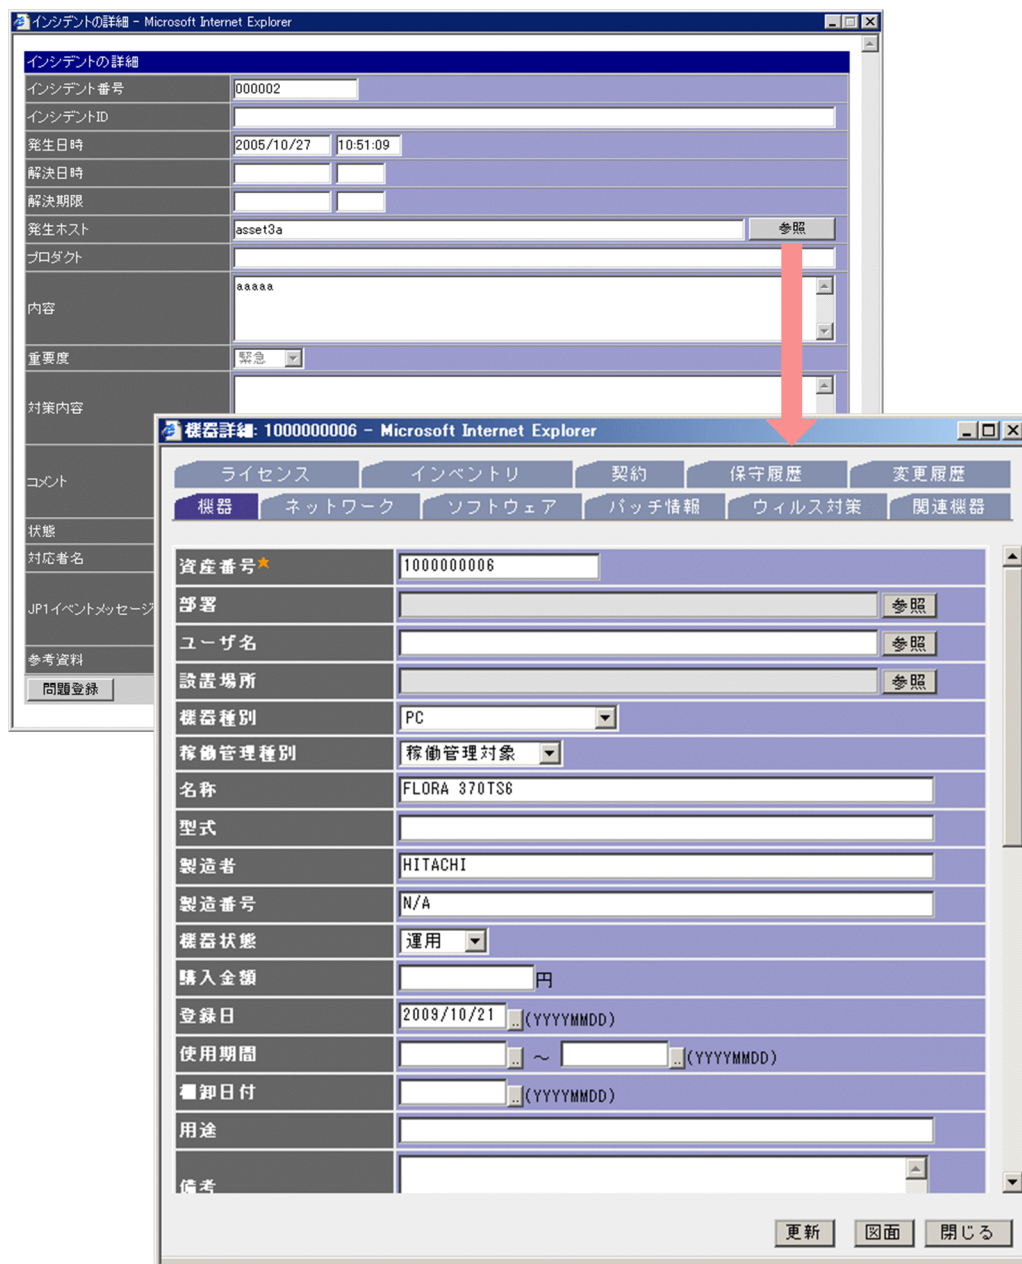 インシデントの詳細 - Microsoft Internet Explorer
インシデントの詳細
インシデント番号 000002
インシデントID
発生日時 2005/10/27 10:51:09
解決日時
解決期限
発生ホスト asset3a 参照
プロダクト
内容 aaaaa
重要度 緊急
対策内容
コメント
状態
対応者名
JP1イベントメッセージ
参考資料
問題登録
機器詳細: 1000000006 - Microsoft Internet Explorer
ライセンス インベントリ 契約 保守履歴 変更履歴
機器 ネットワーク ソフトウェア パッチ情報 ウィルス対策 関連機器
資産番号★ 1000000006
部署 参照
ユーザ名 参照
設置場所 参照
機器種別 PC
稼働管理種別 稼働管理対象
名称 FLORA 370TS6
型式
製造者 HITACHI
製造番号 N/A
機器状態 運用
購入金額 円
登録日 2009/10/21 ..(YYYYMMDD)
使用期間 .. ～ ..(YYYYMMDD)
棚卸日付 ..(YYYYMMDD)
用途
備考
更新 図面 閉じる